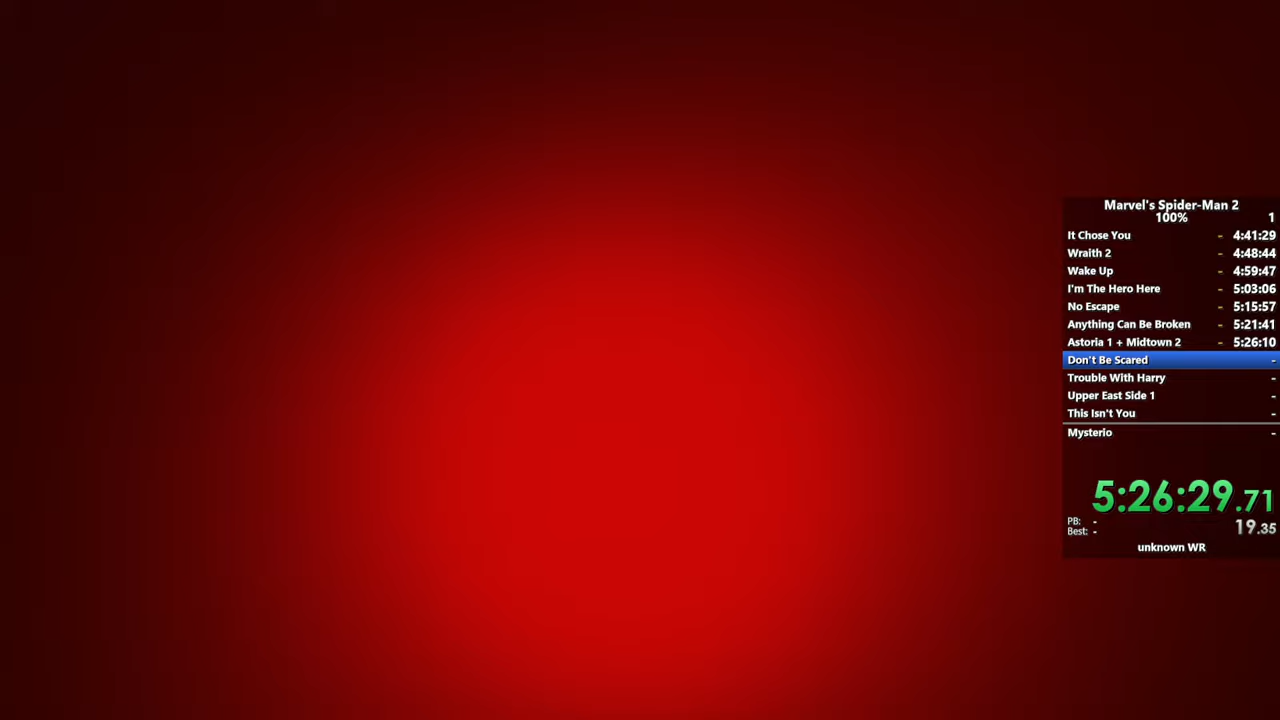 Marvel's Spider-Man 2
100% 1
It Chose You - 4:41:29
Wraith 2 - 4:48:44
Wake Up - 4:59:47
I'm The Hero Here - 5:03:06
No Escape - 5:15:57
Anything Can Be Broken - 5:21:41
Astoria 1 + Midtown 2 - 5:26:10
Don't Be Scared -
Trouble With Harry -
Upper East Side 1 -
This Isn't You -
Mysterio -
5:26:29.71
PB: - 19.35
Best: -
unknown WR